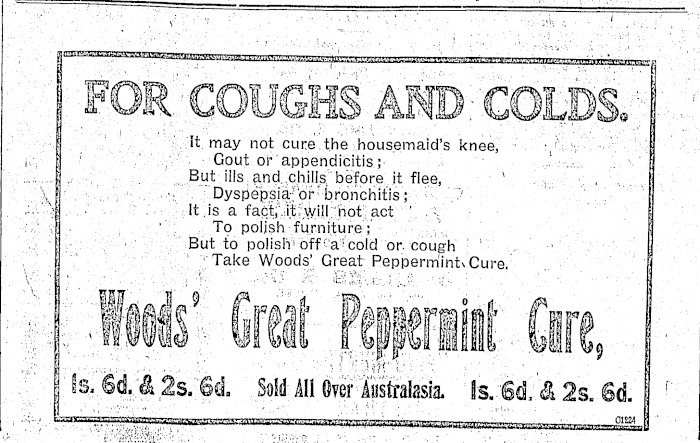 FOR COUGHS AND COLDS.
It may not cure the housemaid's knee,
Gout or appendicitis;
But ills and chills before it flee,
Dyspepsia or bronchitis;
It is a fact, it will not act
To polish furniture;
But to polish off a cold or cough
Take Woods' Great Peppermint Cure.
Woods' Great Peppermint Cure,
1s. 6d. & 2s. 6d. Sold All Over Australasia. 1s. 6d. & 2s. 6d.